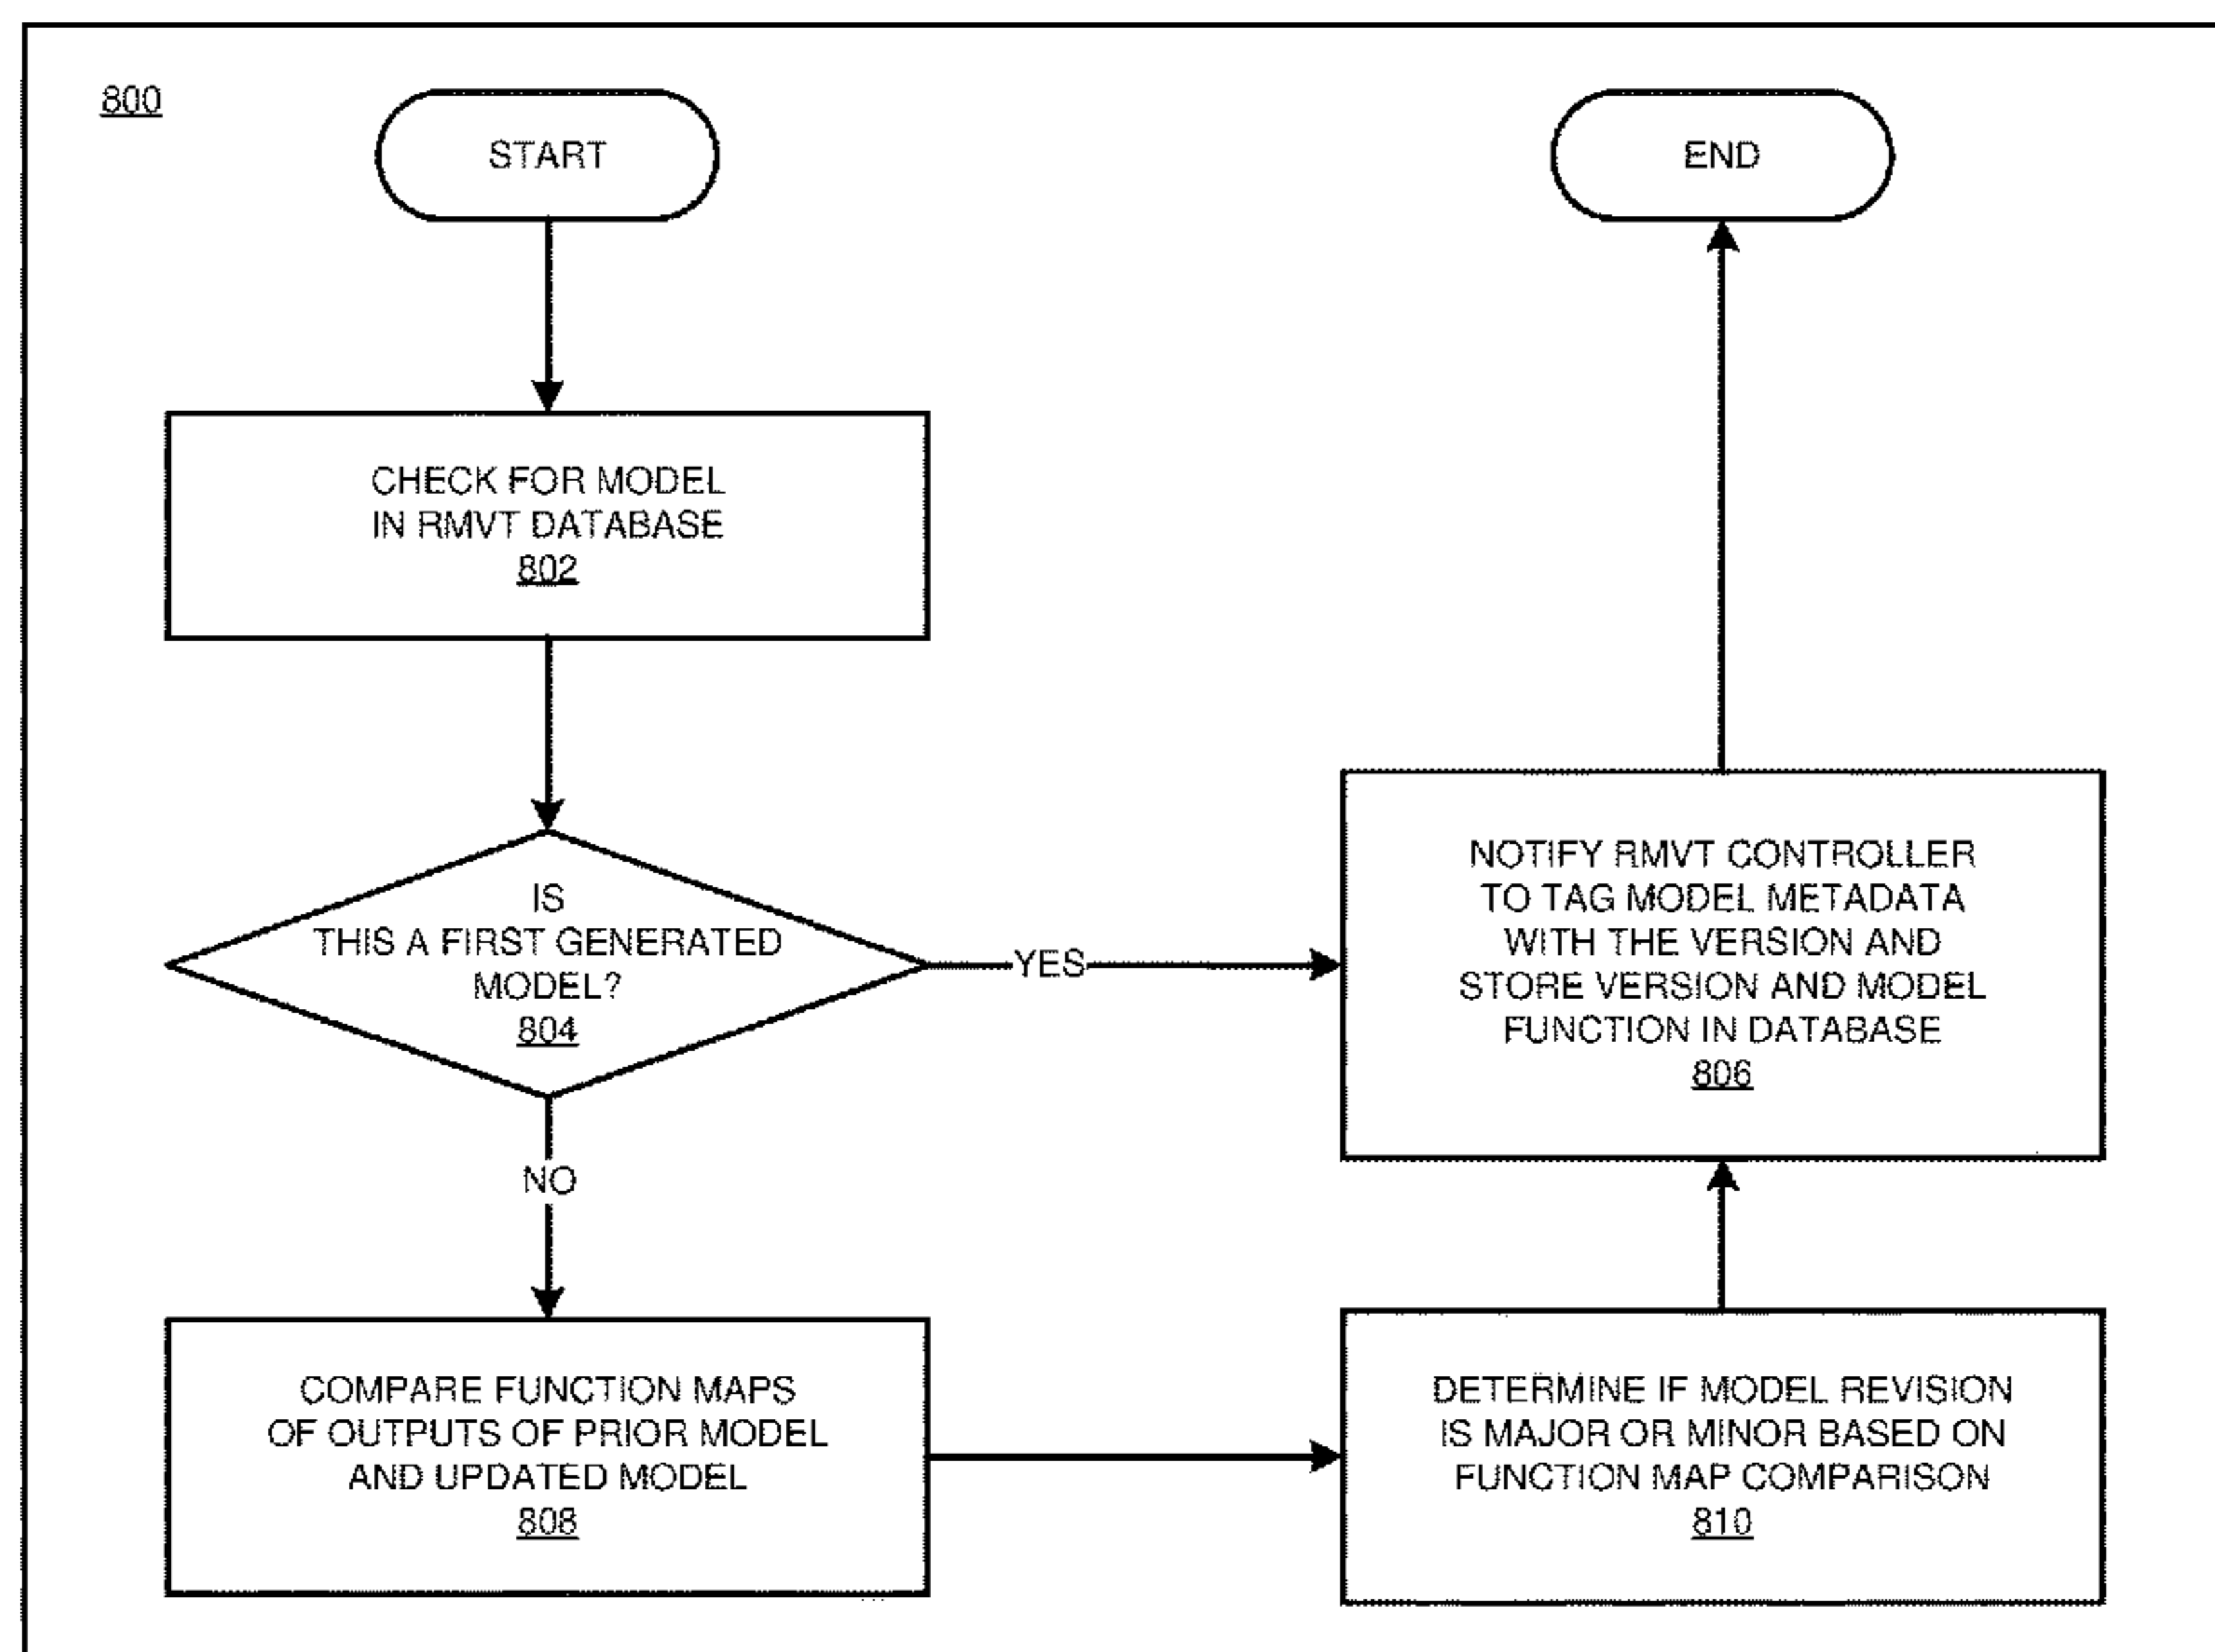 800
START
CHECK FOR MODEL
IN RMVT DATABASE
802
IS
THIS A FIRST GENERATED
MODEL?
804
YES
NO
COMPARE FUNCTION MAPS
OF OUTPUTS OF PRIOR MODEL
AND UPDATED MODEL
808
DETERMINE IF MODEL REVISION
IS MAJOR OR MINOR BASED ON
FUNCTION MAP COMPARISON
810
NOTIFY RMVT CONTROLLER
TO TAG MODEL METADATA
WITH THE VERSION AND
STORE VERSION AND MODEL
FUNCTION IN DATABASE
806
END